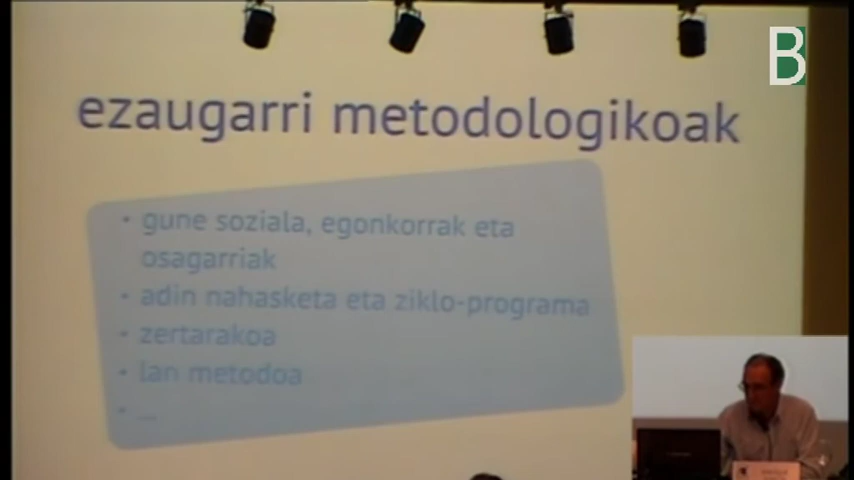 B
ezaugarri metodologikoak
• gune soziala, egonkorrak eta
osagarriak
• adin nahasketa eta ziklo-programa
• zertarakoa
• lan metodoa
• ...